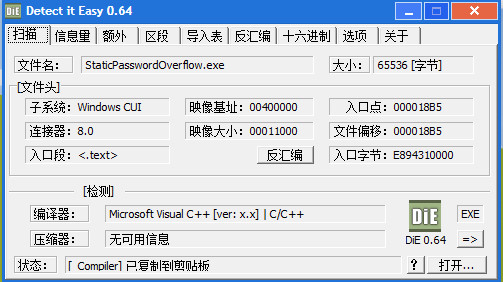 Detect it Easy 0.64
扫描 信息量 额外 区段 导入表 反汇编 十六进制 选项 关于
文件名: StaticPasswordOverflow.exe 大小: 65536 [字节]
[文件头]
子系统: Windows CUI 映像基址: 00400000 入口点: 000018B5
连接器: 8.0 映像大小: 00011000 文件偏移: 000018B5
入口段: <.text> 反汇编 入口字节: E894310000
[检测]
编译器: Microsoft Visual C++ [ver: x.x] | C/C++ DiE EXE
压缩器: 无可用信息 DiE 0.64 =>
状态: [ Compiler] 已复制到剪贴板 ? 打开...